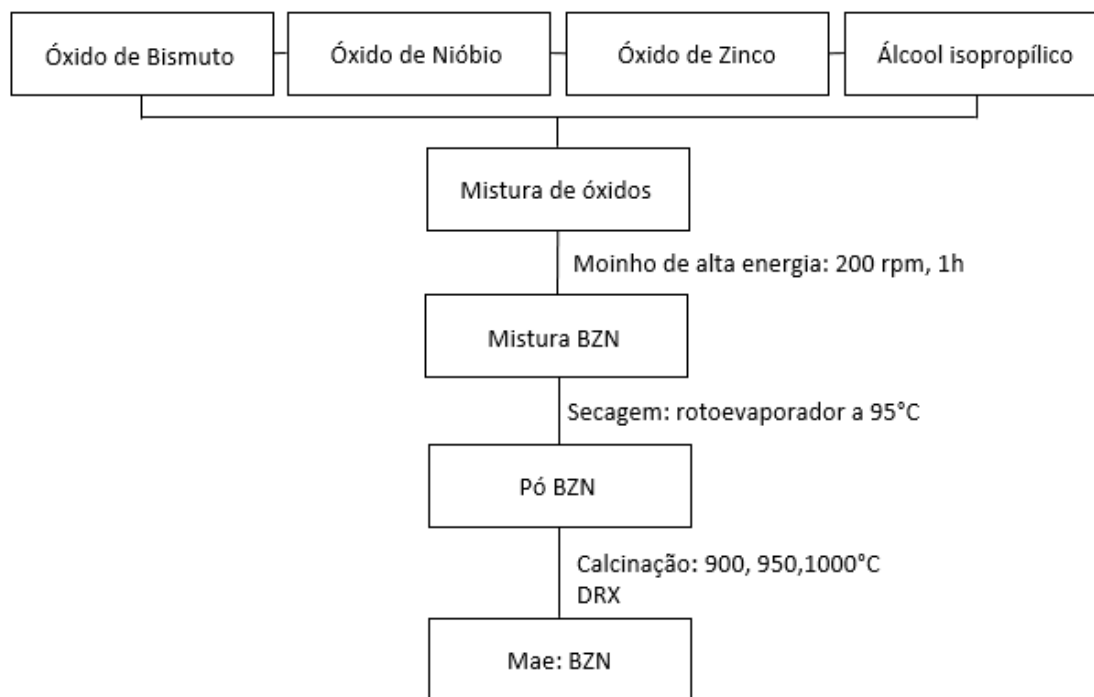 Óxido de Bismuto
Óxido de Nióbio
Óxido de Zinco
Álcool isopropílico
Mistura de óxidos
Moinho de alta energia: 200 rpm, 1h
Mistura BZN
Secagem: rotoevaporador a 95°C
Pó BZN
Calcinação: 900, 950,1000°C
DRX
Mae: BZN